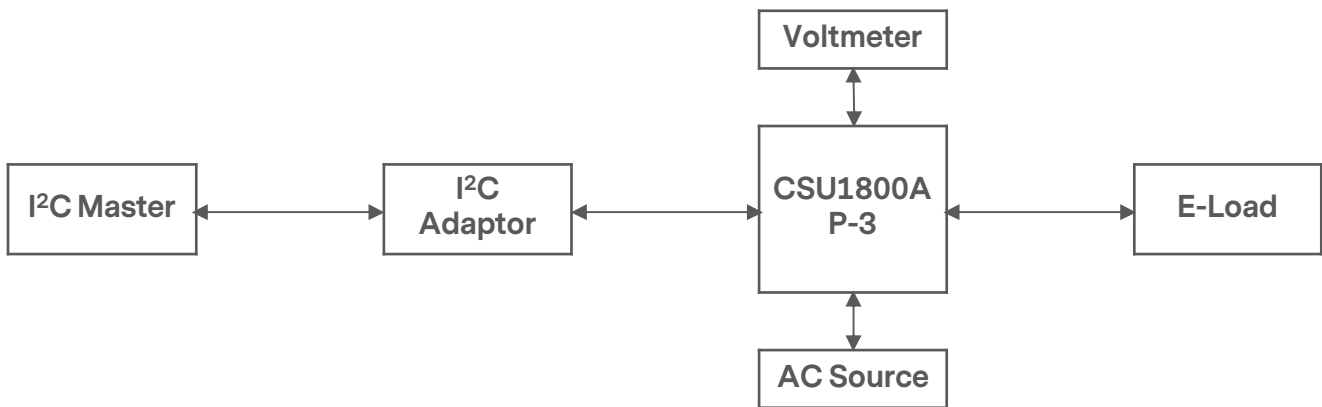 Voltmeter
I²C Master
I²C
Adaptor
CSU1800A
P-3
E-Load
AC Source